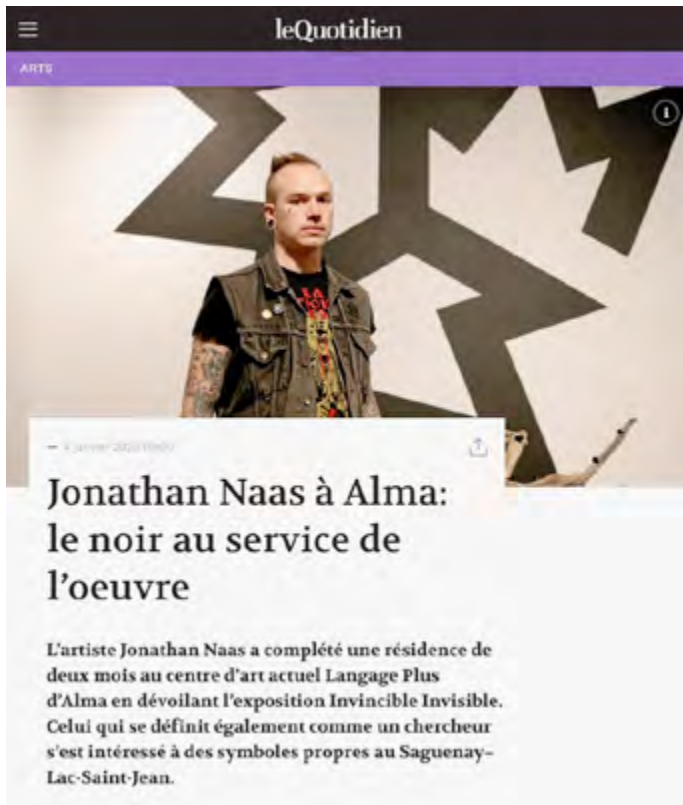 leQuotidien
ARTS
Jonathan Naas à Alma:
le noir au service de
l'oeuvre
L'artiste Jonathan Naas a complété une résidence de
deux mois au centre d'art actuel Langage Plus
d'Alma en dévoilant l'exposition Invincible Invisible.
Celui qui se définit également comme un chercheur
s'est intéressé à des symboles propres au Saguenay–
Lac-Saint-Jean.